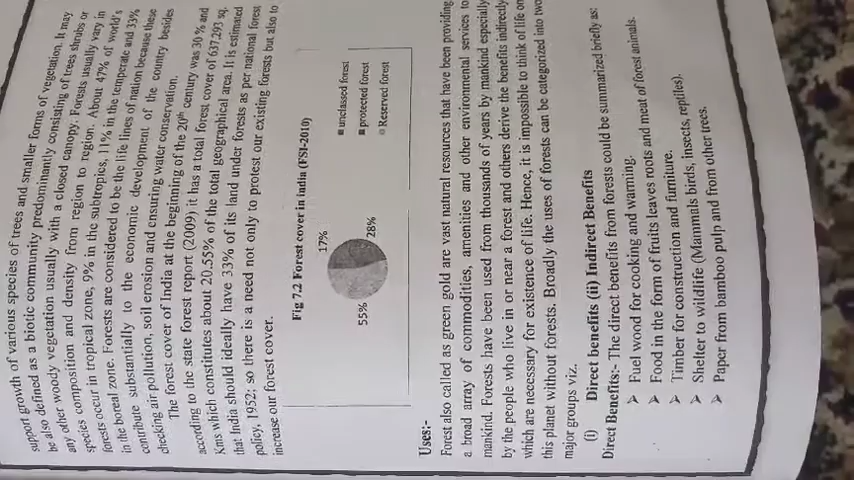 support growth of various species of trees and smaller forms of vegetation. It may
be also defined as a biotic community predominantly consisting of trees shrubs or
any other woody vegetation usually with a closed canopy. Forests usually vary in
species composition and density from region to region. About 47% of world's
forests occur in tropical zone, 9% in the subtropics, 11% in the temperate and 33%
in the boreal zone. Forests are considered to be the life lines of nation because these
contribute substantially to the economic development of the country besides
checking air pollution, soil erosion and ensuring water conservation.
The forest cover of India at the beginning of the 20th century was 30 % and
according to the state forest report (2009) it has a total forest cover of 637,293 sq.
Kms which constitutes about 20.55% of the total geographical area. It is estimated
that India should ideally have 33% of its land under forests as per national forest
policy, 1952; so there is a need not only to protest our existing forests but also to
increase our forest cover.
Fig 7.2 Forest cover in india (FSI-2010)
17%
28%
55%
unclassed forest
protected forest
Reserved forest
Uses:-
Forest also called as green gold are vast natural resources that have been providing
a broad array of commodities, amenities and other environmental services to
mankind. Forests have been used from thousands of years by mankind especially
by the people who live in or near a forest and others derive the benefits indirectly
which are necessary for existence of life. Hence, it is impossible to think of life on
this planet without forests. Broadly the uses of forests can be categorized into two
major groups viz.
(i) Direct benefits (ii) Indirect Benefits
Direct Benefits:- The direct benefits from forests could be summarized briefly as:
➢ Fuel wood for cooking and warming.
➢ Food in the form of fruits leaves roots and meat of forest animals.
➢ Timber for construction and furniture.
➢ Shelter to wildlife (Mammals birds, insects, reptiles).
➢ Paper from bamboo pulp and from other trees.